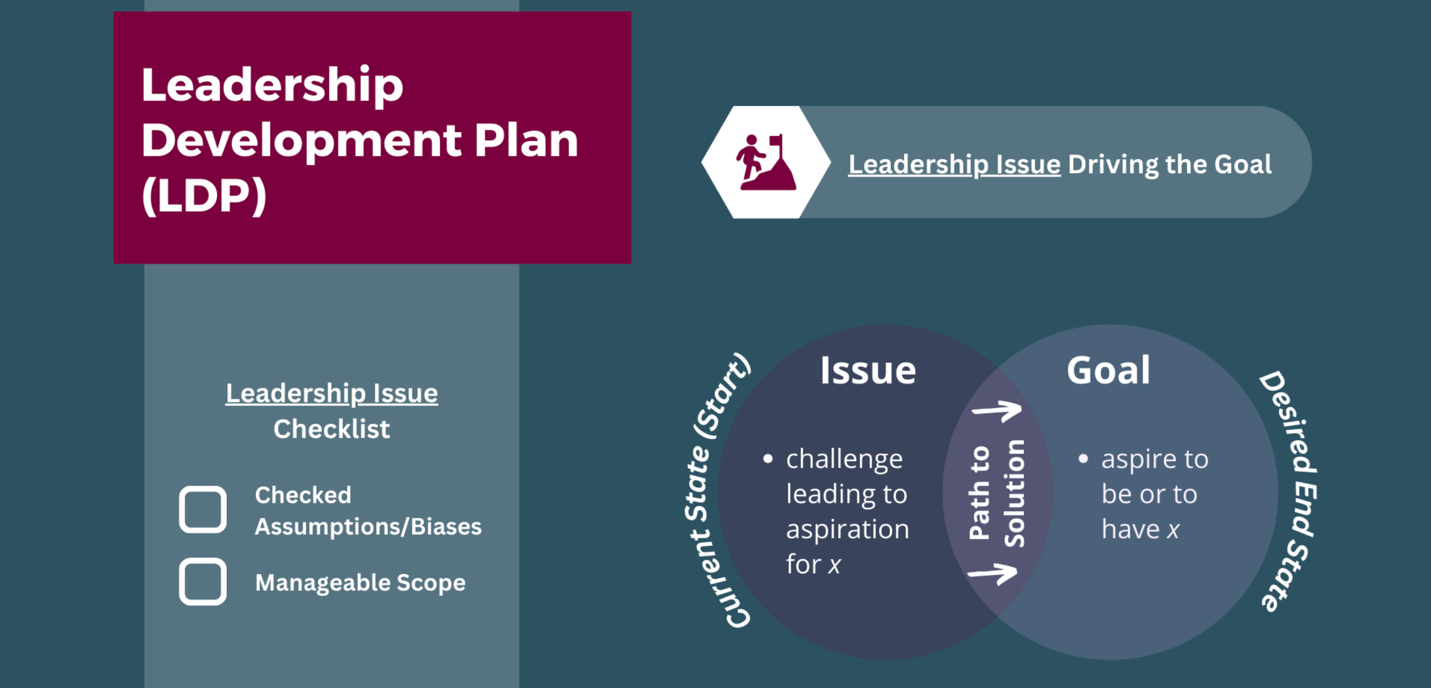 Leadership
Development Plan
(LDP)
Leadership Issue Driving the Goal
Leadership Issue
Checklist
Checked
Assumptions/Biases
Manageable Scope
Current State (Start)
Issue
challenge
leading to
aspiration
for x
Path to
Solution
Goal
aspire to
be or to
have x
Desired End State